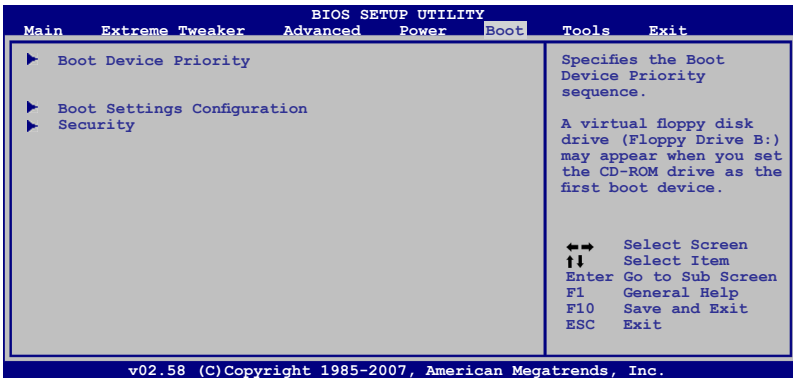 BIOS SETUP UTILITY
Main Extreme Tweaker Advanced Power Boot Tools Exit
Boot Device Priority
Boot Settings Configuration
Security
Specifies the Boot
Device Priority
sequence.
A virtual floppy disk
drive (Floppy Drive B:)
may appear when you set
the CD-ROM drive as the
first boot device.
←→ Select Screen
↑↓ Select Item
Enter Go to Sub Screen
F1 General Help
F10 Save and Exit
ESC Exit
v02.58 (C)Copyright 1985-2007, American Megatrends, Inc.